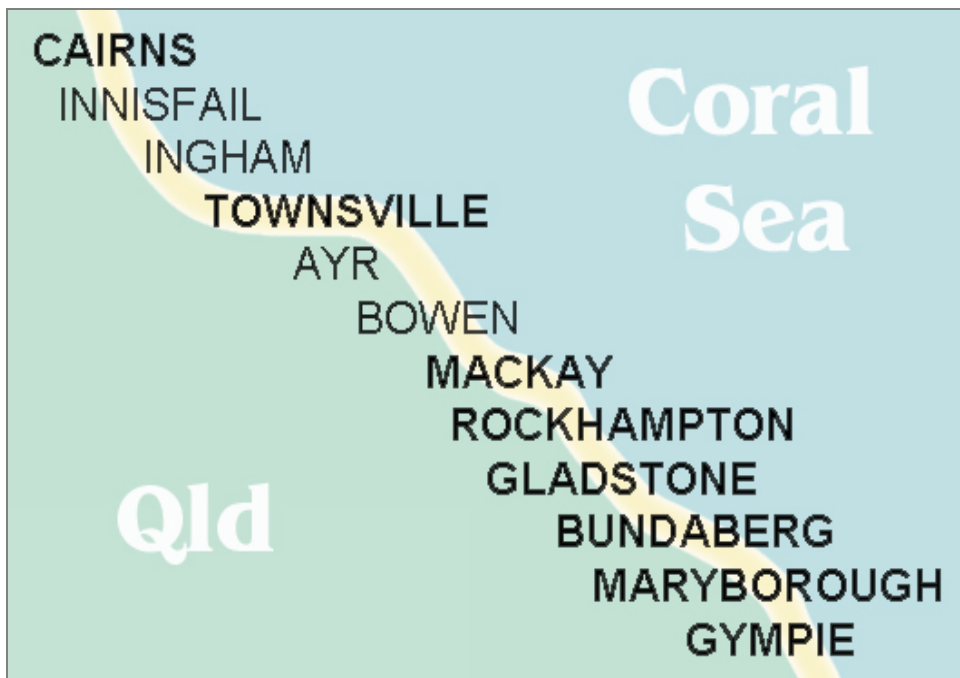 CAIRNS
INNISFAIL
INGHAM
TOWNSVILLE
AYR
BOWEN
MACKAY
ROCKHAMPTON
GLADSTONE
BUNDABERG
MARYBOROUGH
GYMPIE
Coral
Sea
Qld